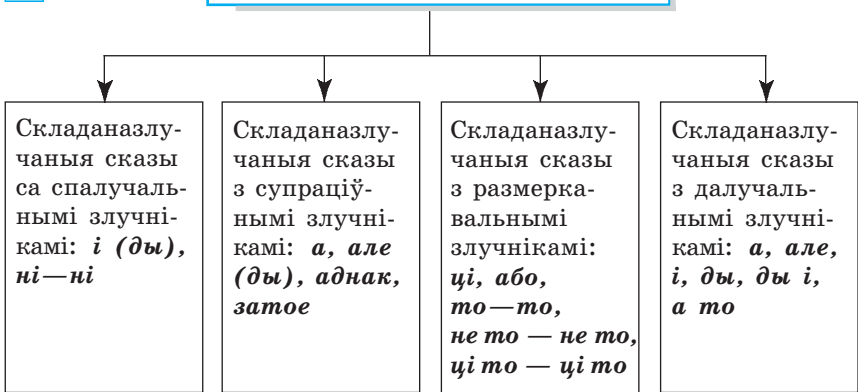 Складаназлу-
чаныя сказы
са спалучаль-
нымі злучні-
камі: і (ды),
ні—ні
Складаназлу-
чаныя сказы
з супраціў-
нымі злучні-
камі: а, але
(ды), аднак,
затое
Складаназлу-
чаныя сказы
з размерка-
вальнымі
злучнікамі:
ці, або,
то—то,
не то — не то,
ці то — ці то
Складаназлу-
чаныя сказы
з далучаль-
нымі злучні-
камі: а, але,
і, ды, ды і,
а то